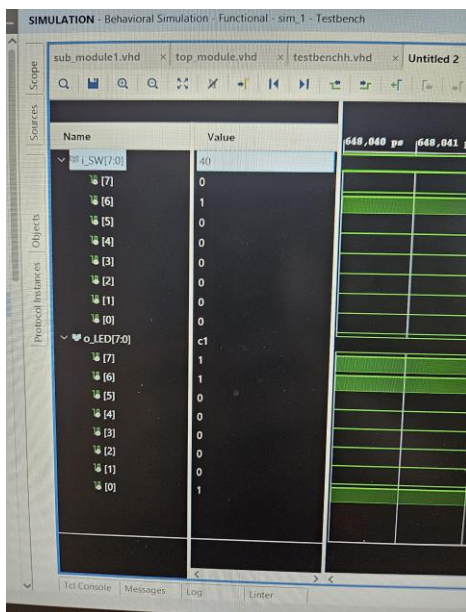 SIMULATION - Behavioral Simulation - Functional - sim_1 - Testbench
sub_module1.vhd × top_module.vhd × testbenchh.vhd × Untitled 2
Scope
Sources
Objects
Protocol Instances
Name Value
648,040 ps 648,041
i_SW[7:0] 40
[7] 0
[6] 1
[5] 0
[4] 0
[3] 0
[2] 0
[1] 0
[0] 0
o_LED[7:0] c1
[7] 1
[6] 1
[5] 0
[4] 0
[3] 0
[2] 0
[1] 0
[0] 1
Tcl Console Messages Log Linter